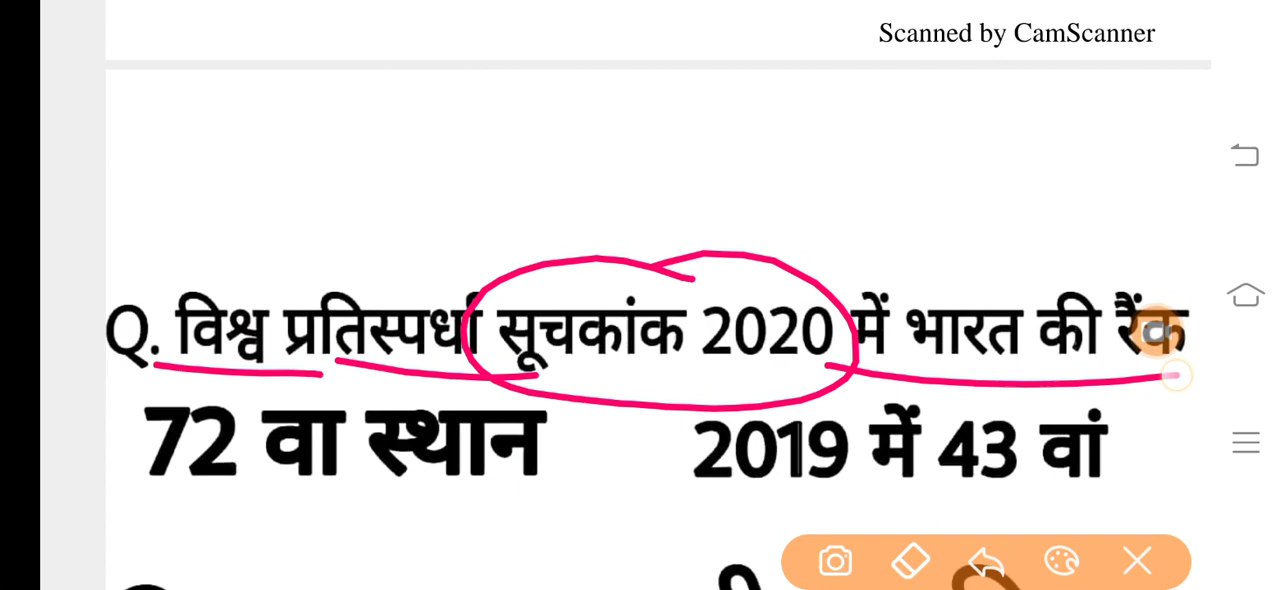 Scanned by CamScanner
Q. विश्व प्रतिस्पर्धा सूचकांक 2020 में भारत की रैंक
72 वा स्थान 2019 में 43 वां